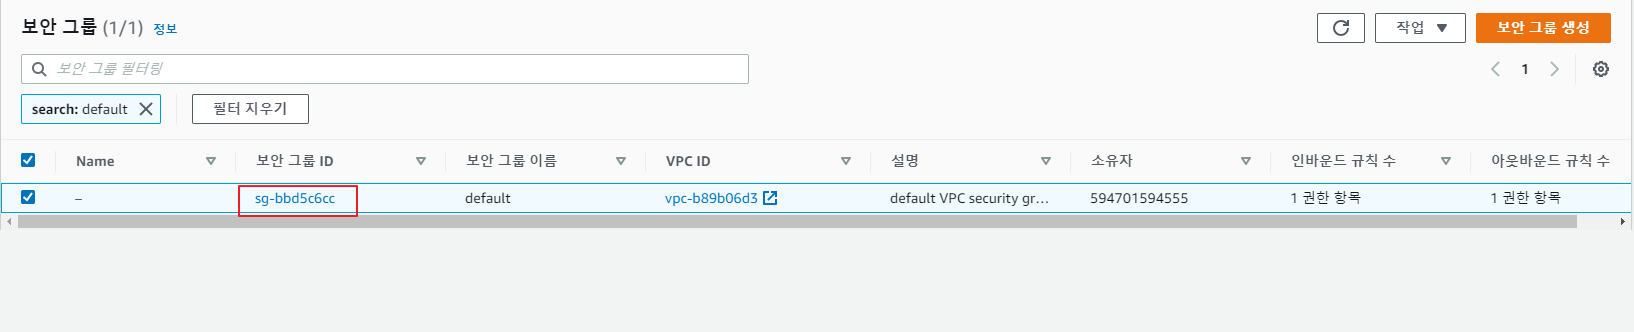 보안 그룹 (1/1) 정보
작업
보안 그룹 생성
보안 그룹 필터링
1
search: default
필터 지우기
Name 보안 그룹 ID 보안 그룹 이름 VPC ID 설명 소유자 인바운드 규칙 수 아웃바운드 규칙 수
– sg-bbd5c6cc default vpc-b89b06d3 default VPC security gr... 594701594555 1 권한 항목 1 권한 항목